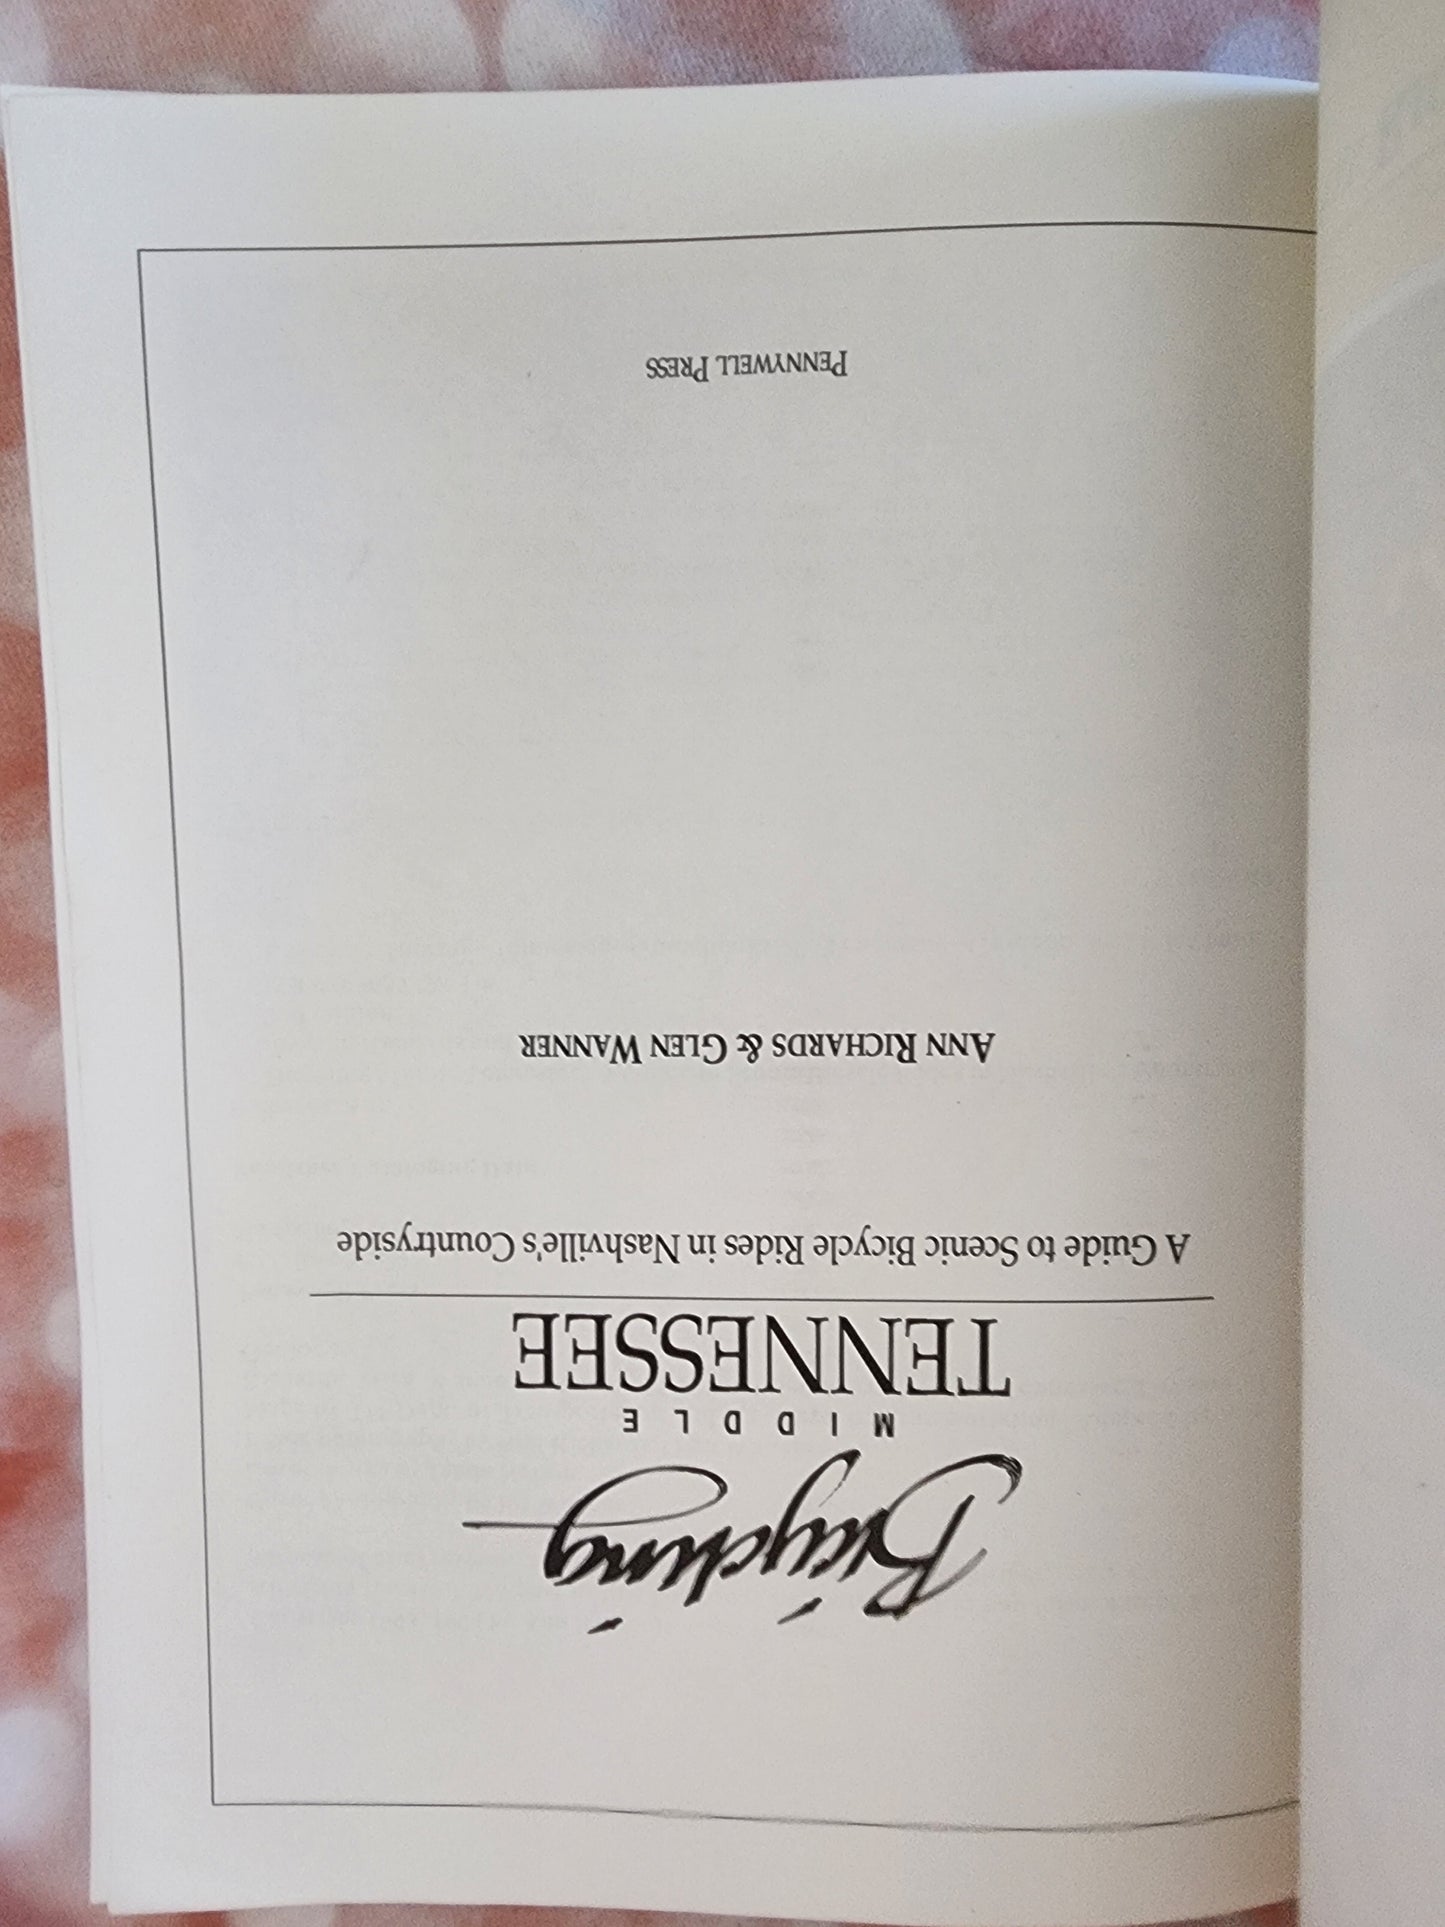 Bicycling
MIDDLE
TENNESSEE
A Guide to Scenic Bicycle Rides in Nashville's Countryside
ANN RICHARDS & GLEN WANNER
PENNYWELL PRESS